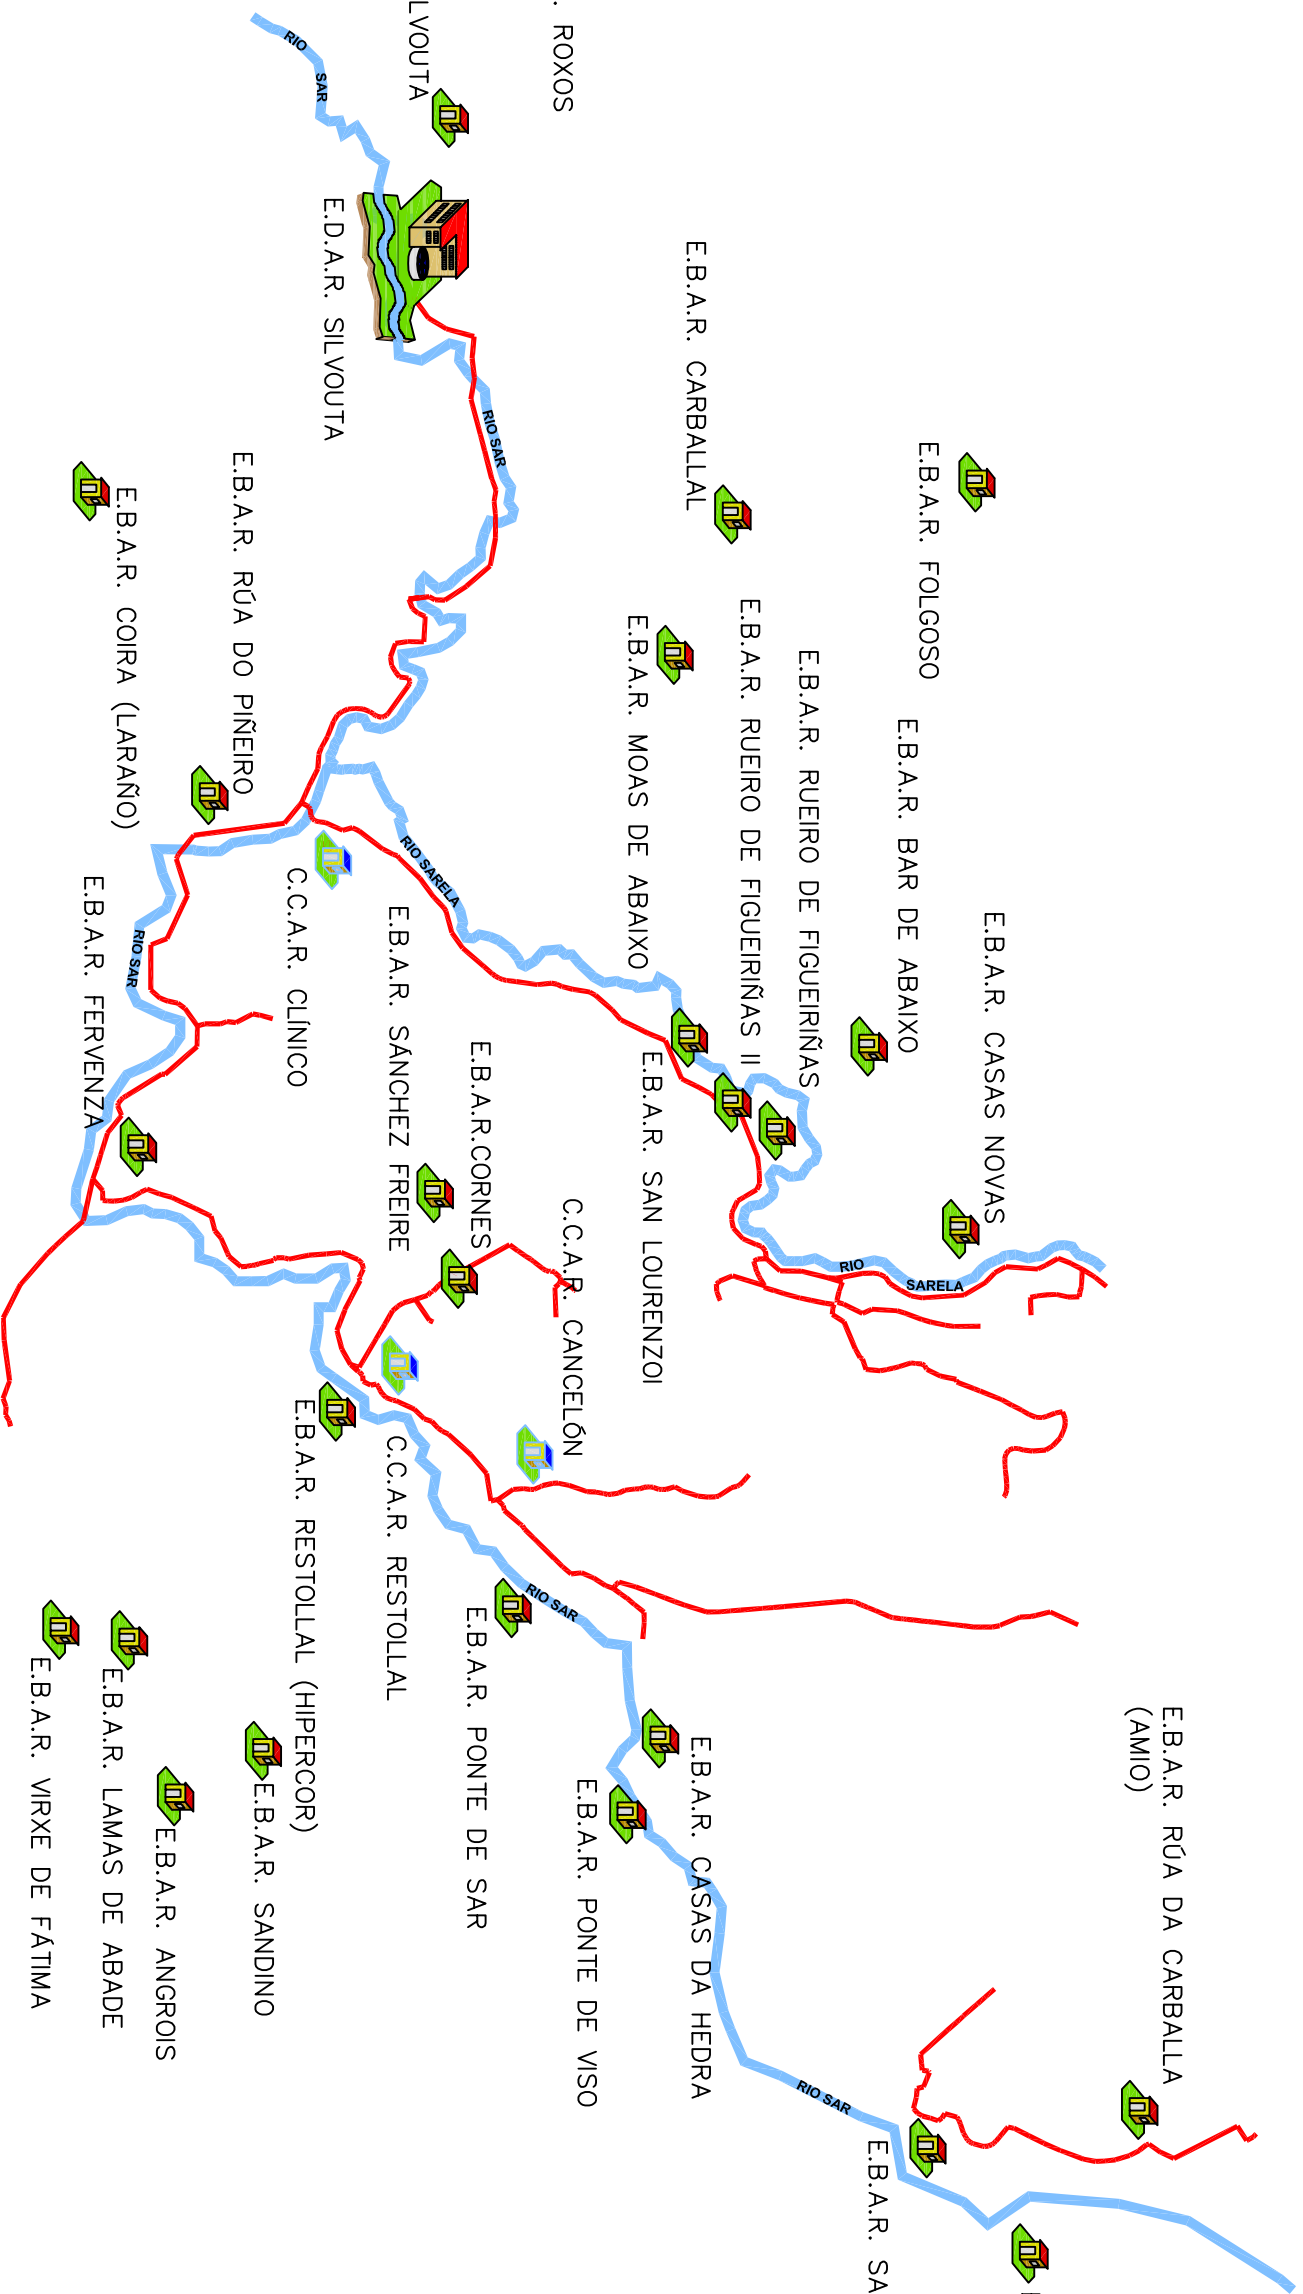 . ROXOS
LVOUTA
RIO
SAR
E.D.A.R. SILVOUTA
RIO SAR
E.B.A.R. CARBALLAL
E.B.A.R. FOLGOSO
E.B.A.R. COIRA (LARAÑO)
E.B.A.R. RÚA DO PIÑEIRO
E.B.A.R. MOAS DE ABAIXO
E.B.A.R. RUEIRO DE FIGUEIRIÑAS II
E.B.A.R. RUEIRO DE FIGUEIRIÑAS
E.B.A.R. BAR DE ABAIXO
E.B.A.R. CASAS NOVAS
RIO SARELA
RIO SAR
E.B.A.R. FERVENZA
C.C.A.R. CLÍNICO
E.B.A.R. SÁNCHEZ FREIRE
E.B.A.R.CORNES
C.C.A.R. CANCELÓN
E.B.A.R. SAN LOURENZOI
RIO
SARELA
E.B.A.R. RESTOLLAL (HIPERCOR)
C.C.A.R. RESTOLLAL
RIO SAR
E.B.A.R. PONTE DE SAR
E.B.A.R. VIRXE DE FÁTIMA
E.B.A.R. LAMAS DE ABADE
E.B.A.R. ANGROIS
E.B.A.R. SANDINO
E.B.A.R. PONTE DE VISO
E.B.A.R. CASAS DA HEDRA
E.B.A.R. RÚA DA CARBALLA
(AMIO)
RIO SAR
E.B.A.R. SA